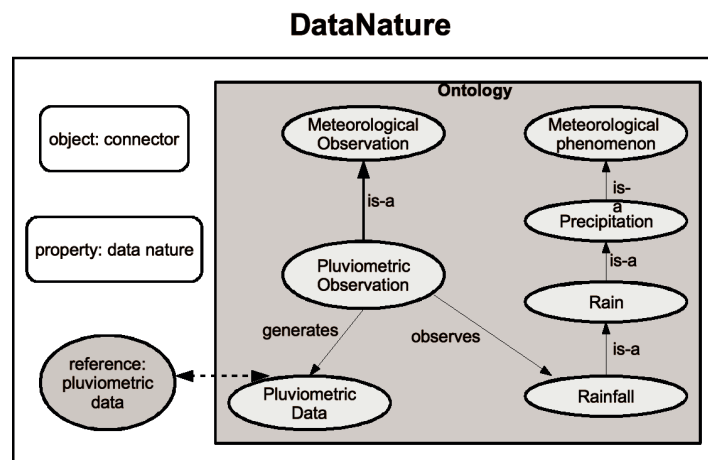 DataNature
Ontology
object: connector
Meteorological
Observation
Meteorological
phenomenon
is-a
is-
a
Precipitation
property: data nature
is-a
Pluviometric
Observation
Rain
generates
observes
is-a
reference:
pluviometric
data
Pluviometric
Data
Rainfall